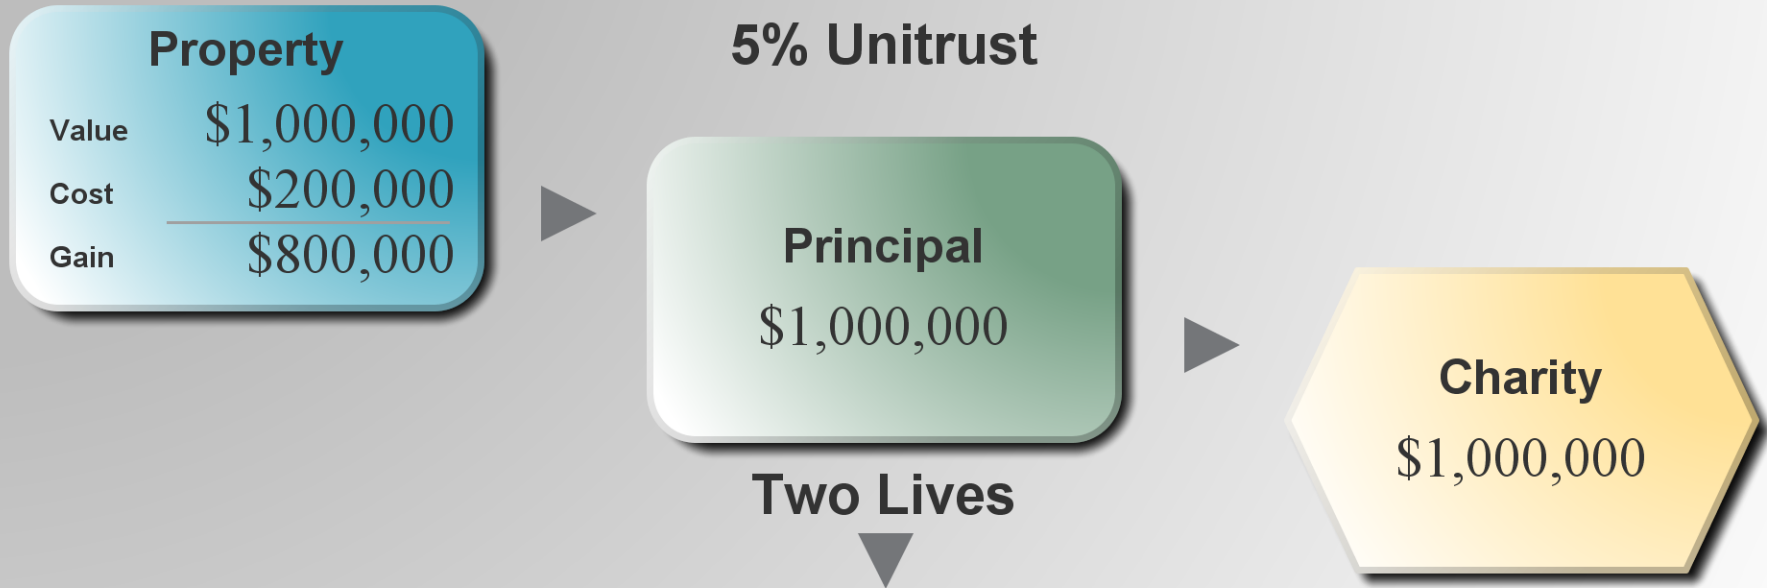 Property
Value $1,000,000
Cost $200,000
Gain $800,000
5% Unitrust
Principal
$1,000,000
Two Lives
Charity
$1,000,000